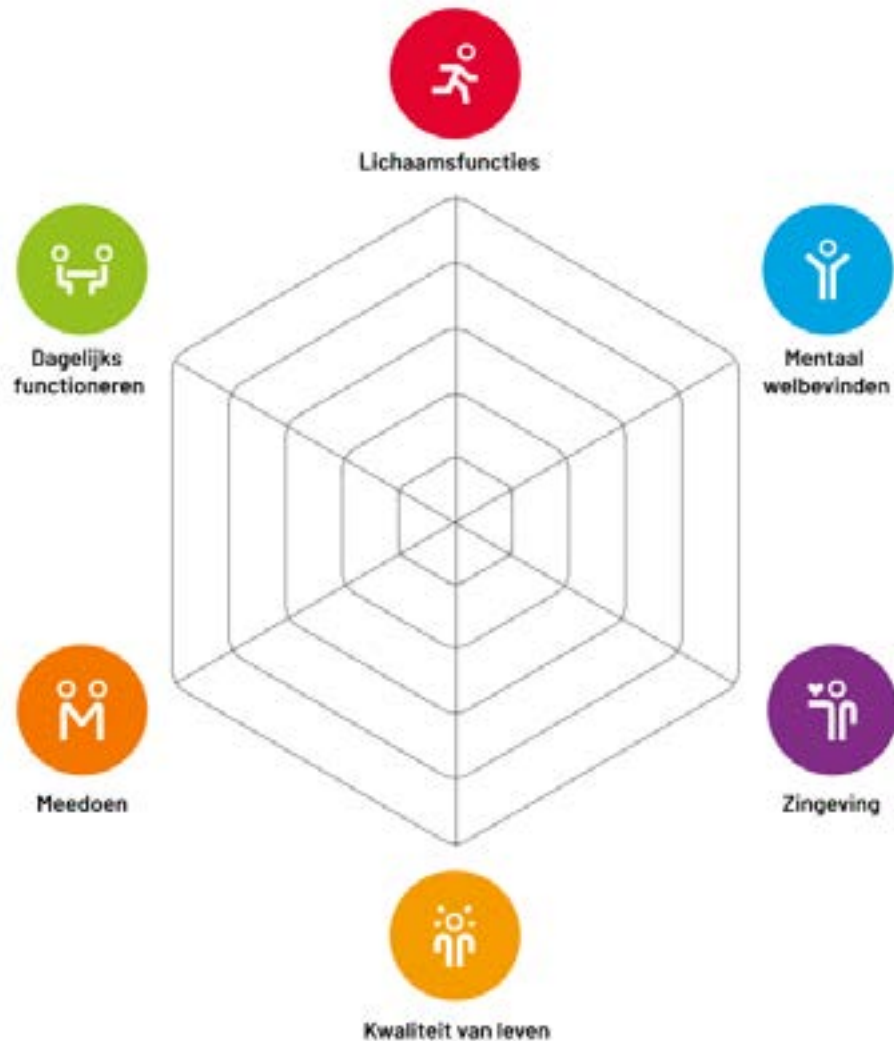 Lichaamsfuncties
Dagelijks
functioneren
Mentaal
welbevinden
Meedoen
Zingeving
Kwaliteit van leven